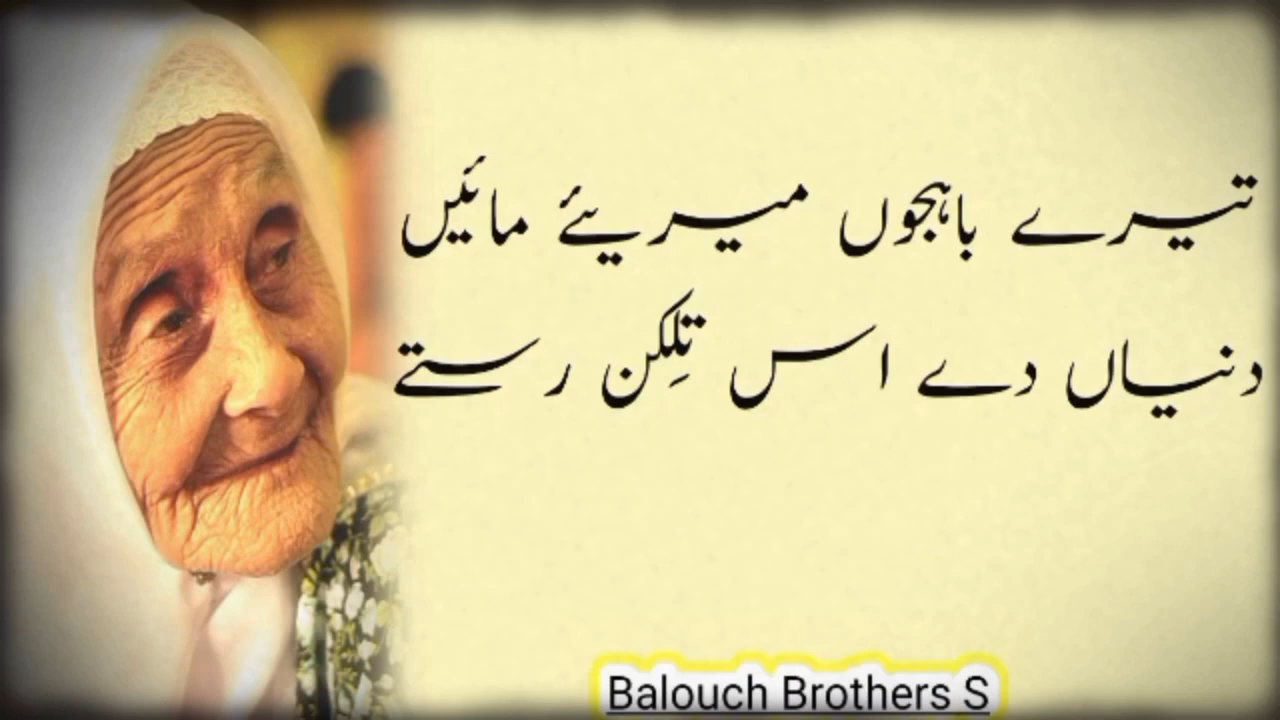 تیرے باہجوں میریئے مائیں
دنیاں دے اس تِلکن رستے
Balouch Brothers S